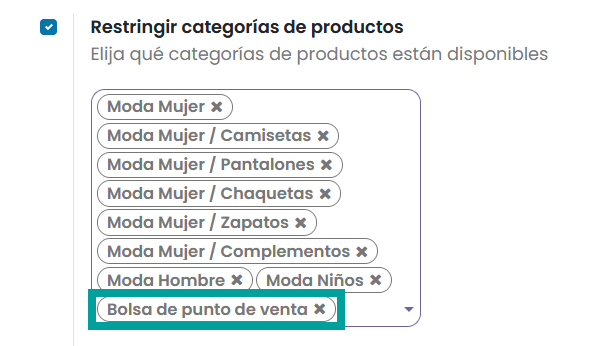 Restringir categorías de productos
Elija qué categorías de productos están disponibles
Moda Mujer ✖
Moda Mujer / Camisetas ✖
Moda Mujer / Pantalones ✖
Moda Mujer / Chaquetas ✖
Moda Mujer / Zapatos ✖
Moda Mujer / Complementos ✖
Moda Hombre ✖ Moda Niños ✖
Bolsa de punto de venta ✖